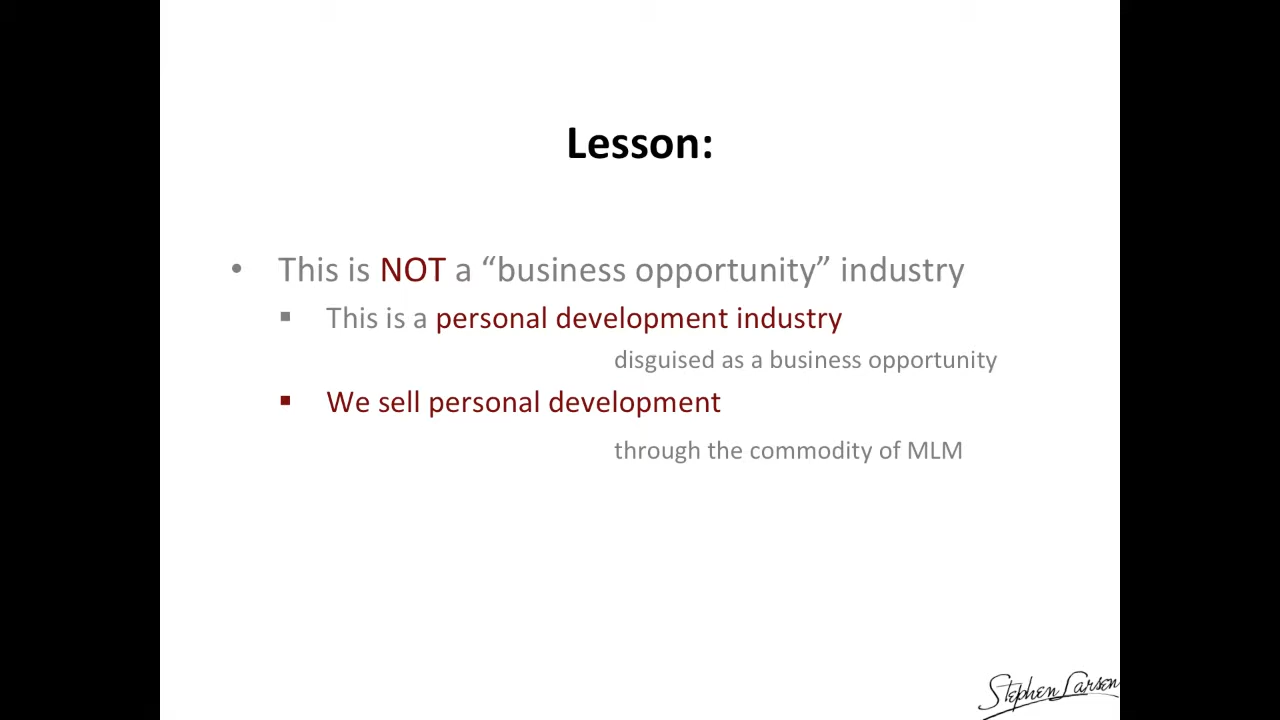 Lesson:
• This is NOT a “business opportunity” industry
▪ This is a personal development industry
disguised as a business opportunity
▪ We sell personal development
through the commodity of MLM
Stephen Larsen